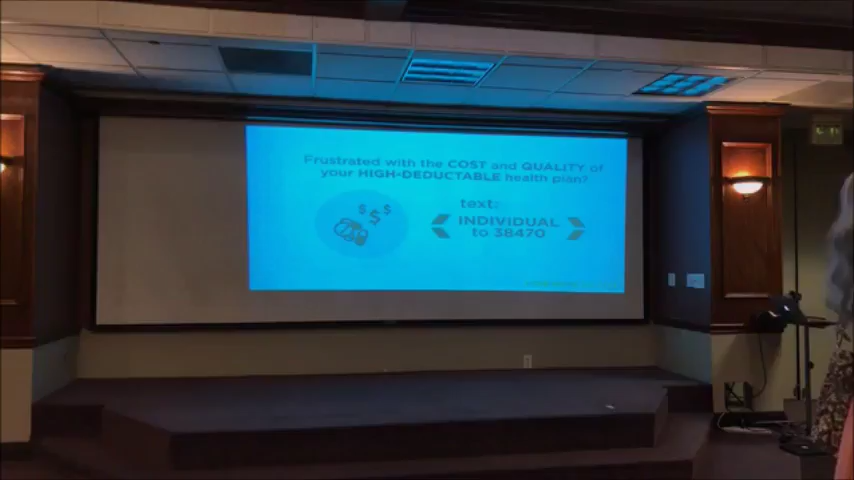 Frustrated with the COST and QUALITY of
your HIGH-DEDUCTABLE health plan?
$ $ $
text:
INDIVIDUAL
to 38470